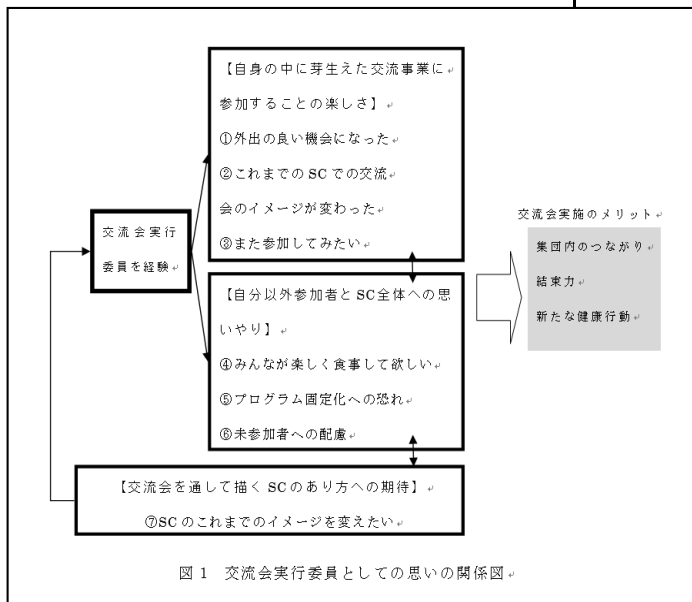 【自身の中に芽生えた交流事業に
参加することの楽しさ】
①外出の良い機会になった
②これまでの SC での交流
会のイメージが変わった
③また参加してみたい
交流会実行
委員を経験
【自分以外参加者と SC 全体への思
いやり】
④みんなが楽しく食事して欲しい
⑤プログラム固定化への恐れ
⑥未参加者への配慮
交流会実施のメリット
集団内のつながり
結束力
新たな健康行動
【交流会を通して描く SC のあり方への期待】
⑦SC のこれまでのイメージを変えたい
図 1　交流会実行委員としての思いの関係図